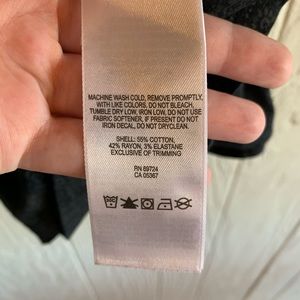 MACHINE WASH COLD, REMOVE PROMPTLY,
WITH LIKE COLORS, DO NOT BLEACH,
TUMBLE DRY LOW, IRON LOW, DO NOT USE
FABRIC SOFTENER, IF PRESENT DO NOT
IRON DECAL, DO NOT DRYCLEAN.
SHELL: 55% COTTON,
42% RAYON, 3% ELASTANE
EXCLUSIVE OF TRIMMING
RN 89724
CA 05367